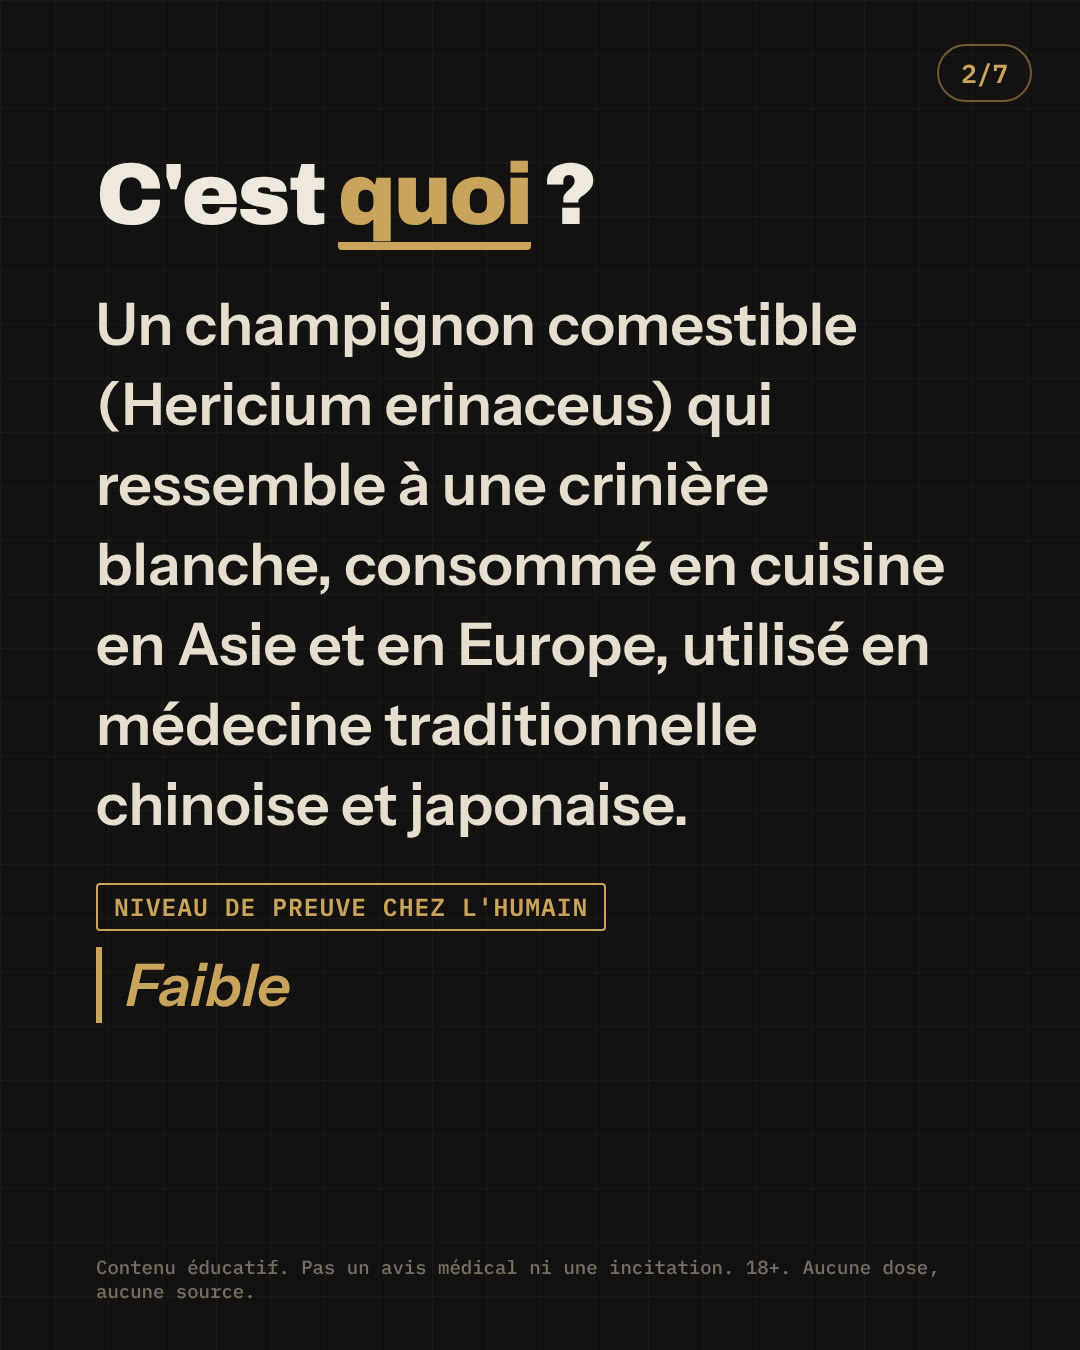 2/7
C'est quoi ?
Un champignon comestible
(Hericium erinaceus) qui
ressemble à une crinière
blanche, consommé en cuisine
en Asie et en Europe, utilisé en
médecine traditionnelle
chinoise et japonaise.
NIVEAU DE PREUVE CHEZ L'HUMAIN
Faible
Contenu éducatif. Pas un avis médical ni une incitation. 18+. Aucune dose,
aucune source.